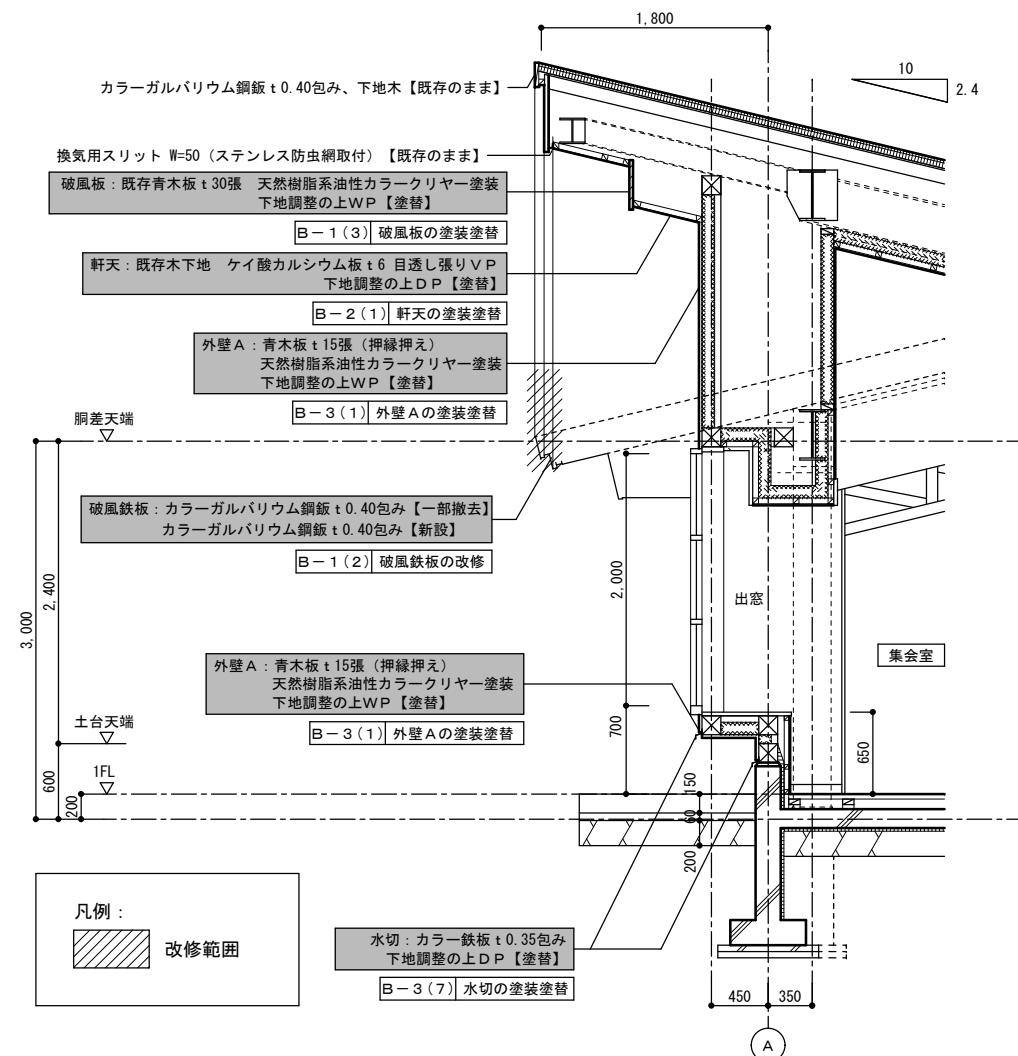 1,800
10
2.4
カラーガルバリウム鋼鈑ｔ0.40包み、下地木【既存のまま】
換気用スリット W=50（ステンレス防虫網取付）【既存のまま】
破風板：既存青木板ｔ30張　天然樹脂系油性カラークリヤー塗装
下地調整の上ＷＰ【塗替】
Ｂ－１(３) 破風板の塗装塗替
軒天：既存木下地　ケイ酸カルシウム板ｔ6 目透し張りＶＰ
下地調整の上ＤＰ【塗替】
Ｂ－２(１) 軒天の塗装塗替
外壁Ａ：青木板ｔ15張（押縁押え）
天然樹脂系油性カラークリヤー塗装
下地調整の上ＷＰ【塗替】
Ｂ－３(１) 外壁Ａの塗装塗替
胴差天端
破風鉄板：カラーガルバリウム鋼鈑ｔ0.40包み【一部撤去】
カラーガルバリウム鋼鈑ｔ0.40包み【新設】
Ｂ－１(２) 破風鉄板の改修
3,000
2,400
2,000
出窓
集会室
外壁Ａ：青木板ｔ15張（押縁押え）
天然樹脂系油性カラークリヤー塗装
下地調整の上ＷＰ【塗替】
Ｂ－３(１) 外壁Ａの塗装塗替
土台天端
1FL
600
200
700
650
150
60
200
凡例：
改修範囲
水切：カラー鉄板ｔ0.35包み
下地調整の上ＤＰ【塗替】
Ｂ－３(７) 水切の塗装塗替
450
350
A